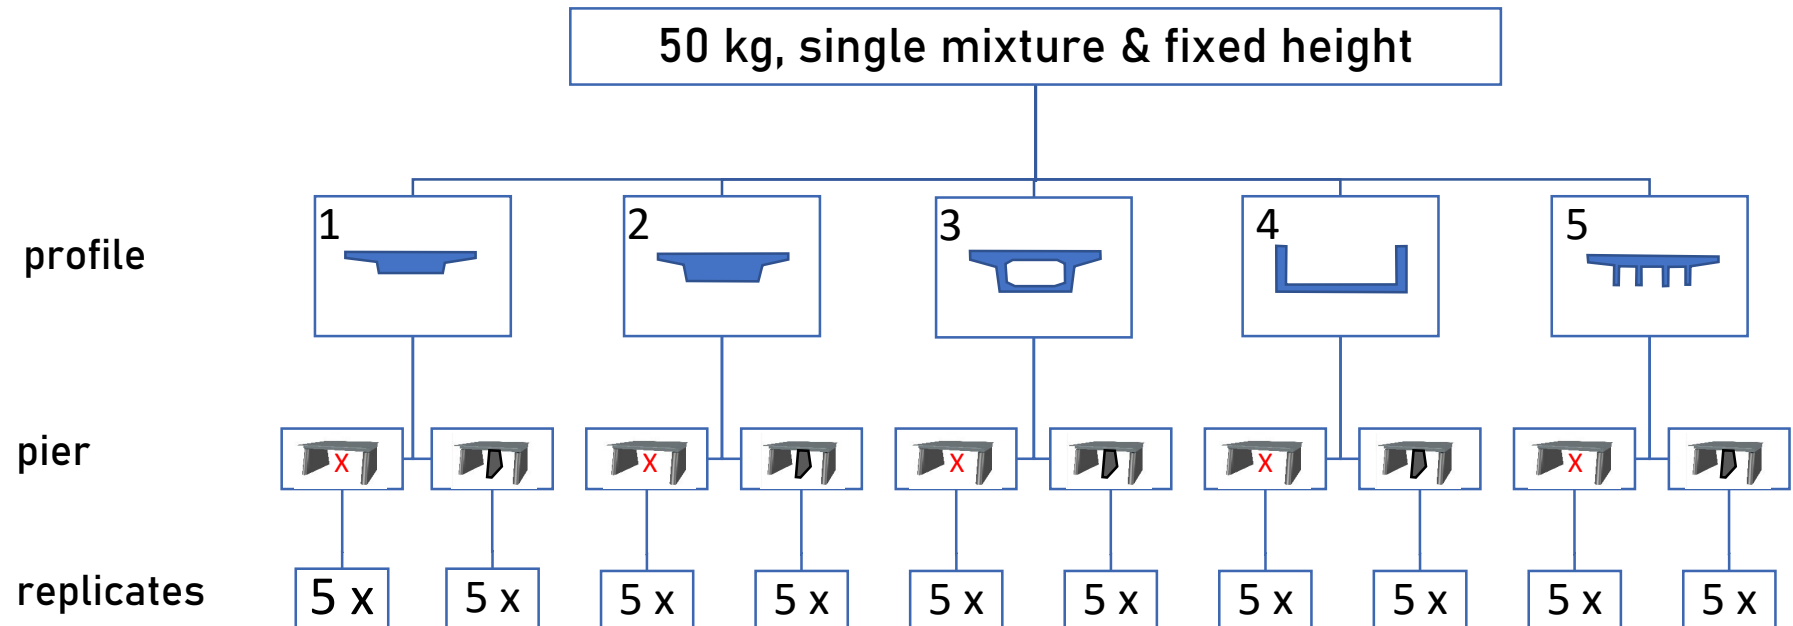 50 kg, single mixture & fixed height
profile
1
2
3
4
5
pier
x
x
x
x
x
replicates
5 x
5 x
5 x
5 x
5 x
5 x
5 x
5 x
5 x
5 x